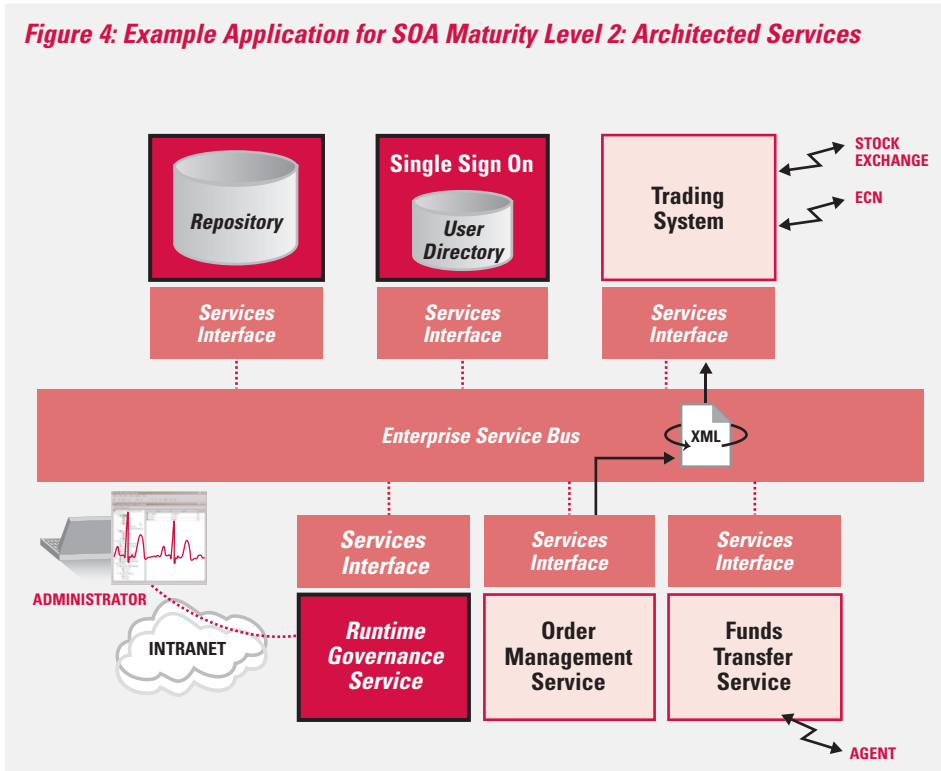 Figure 4: Example Application for SOA Maturity Level 2: Architected Services
Repository
Single Sign On
User
Directory
Trading
System
STOCK
EXCHANGE
ECN
Services
Interface
Services
Interface
Services
Interface
Enterprise Service Bus
XML
Services
Interface
Services
Interface
Services
Interface
ADMINISTRATOR
INTRANET
Runtime
Governance
Service
Order
Management
Service
Funds
Transfer
Service
AGENT